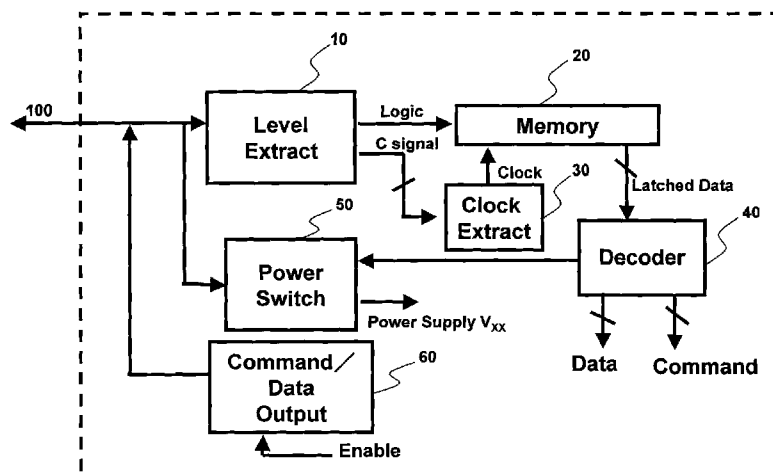 10
20
100
Level
Extract
Logic
C signal
Memory
Clock
30
Latched Data
Clock
Extract
50
40
Power
Switch
Decoder
Power Supply Vxx
60
Command/
Data
Output
Data
Command
Enable